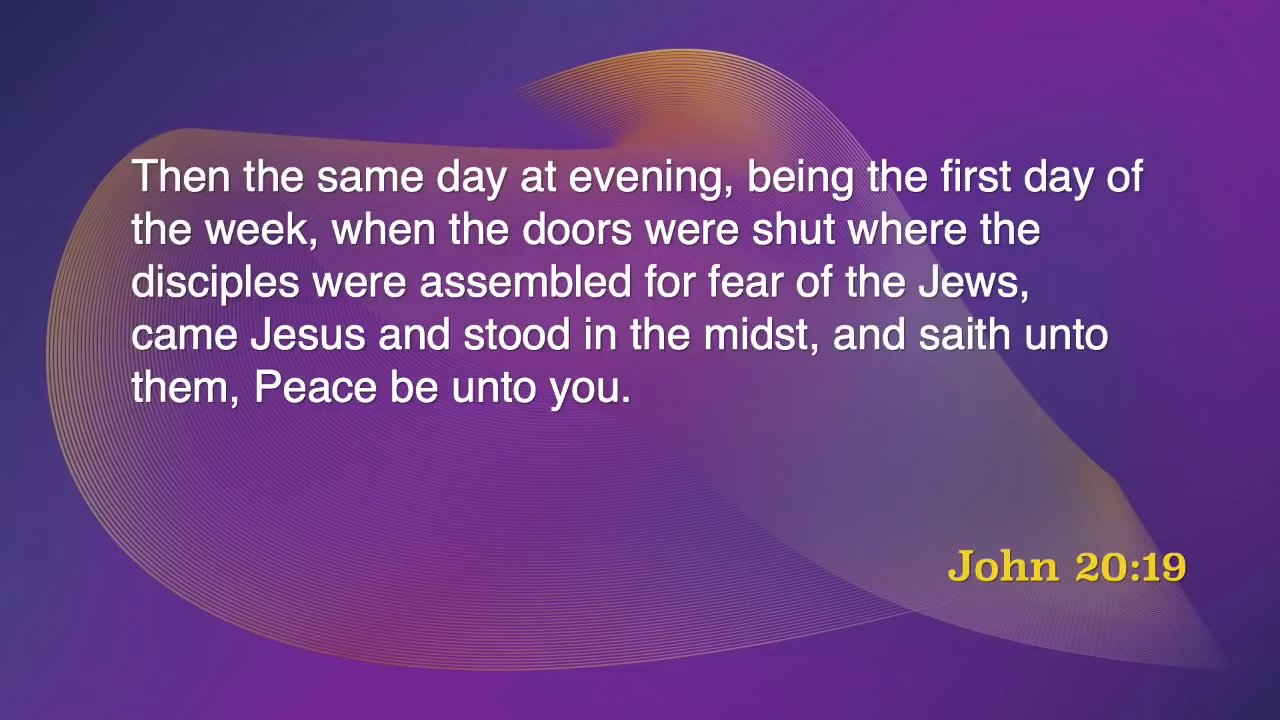 Then the same day at evening, being the first day of
the week, when the doors were shut where the
disciples were assembled for fear of the Jews,
came Jesus and stood in the midst, and saith unto
them, Peace be unto you.
John 20:19